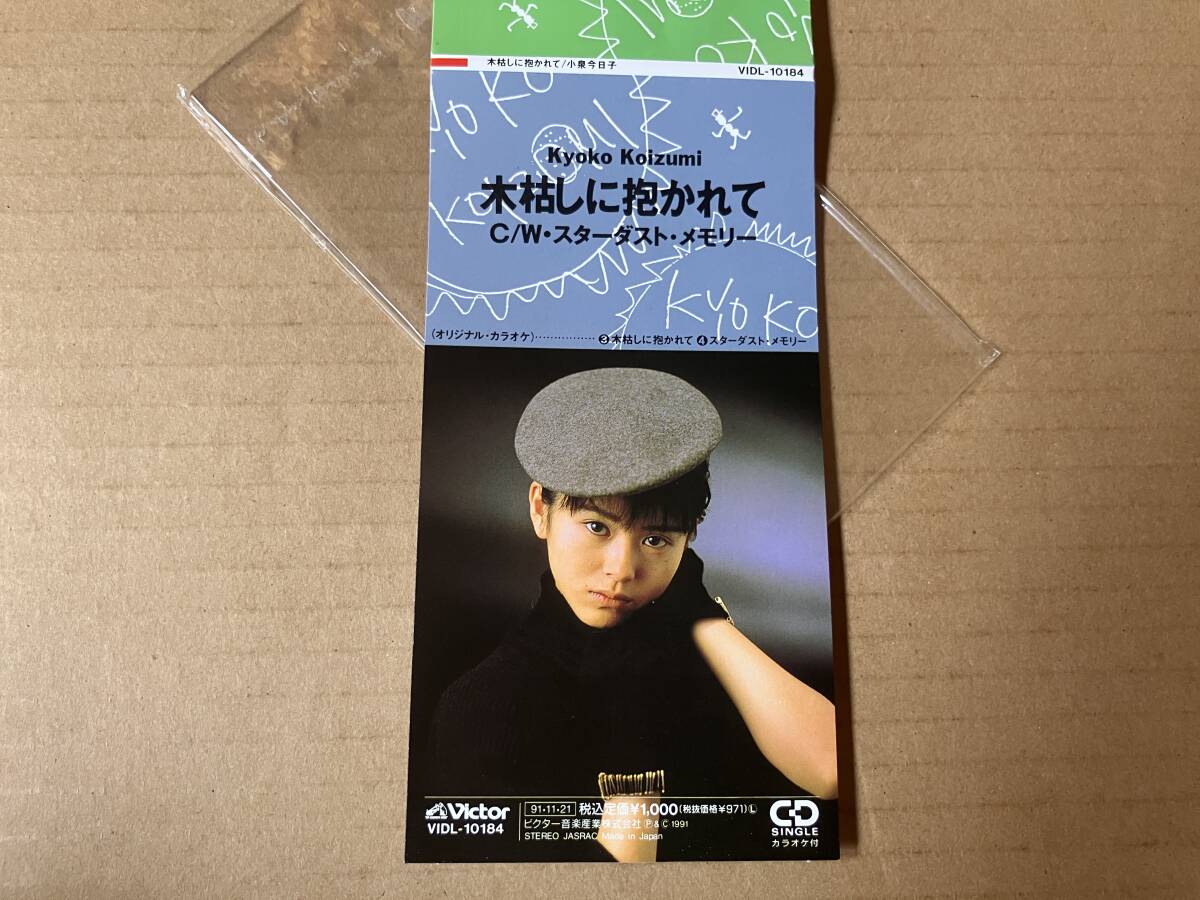 KO
木枯しに抱かれて/小泉今日子
VIDL-10184
KYOKO
KOIZUMI
Kyoko Koizumi
木枯しに抱かれて
C/W・スターダスト・メモリー
KYOKO
(オリジナル・カラオケ)……………❸木枯しに抱かれて ❹スターダスト・メモリー
Victor
VIDL-10184
91・11・21 税込定価¥1,000(税抜価格¥971)Ⓛ
ビクター音楽産業株式会社 Ⓟ&© 1991
STEREO JASRAC Made in Japan
CD
SINGLE
カラオケ付